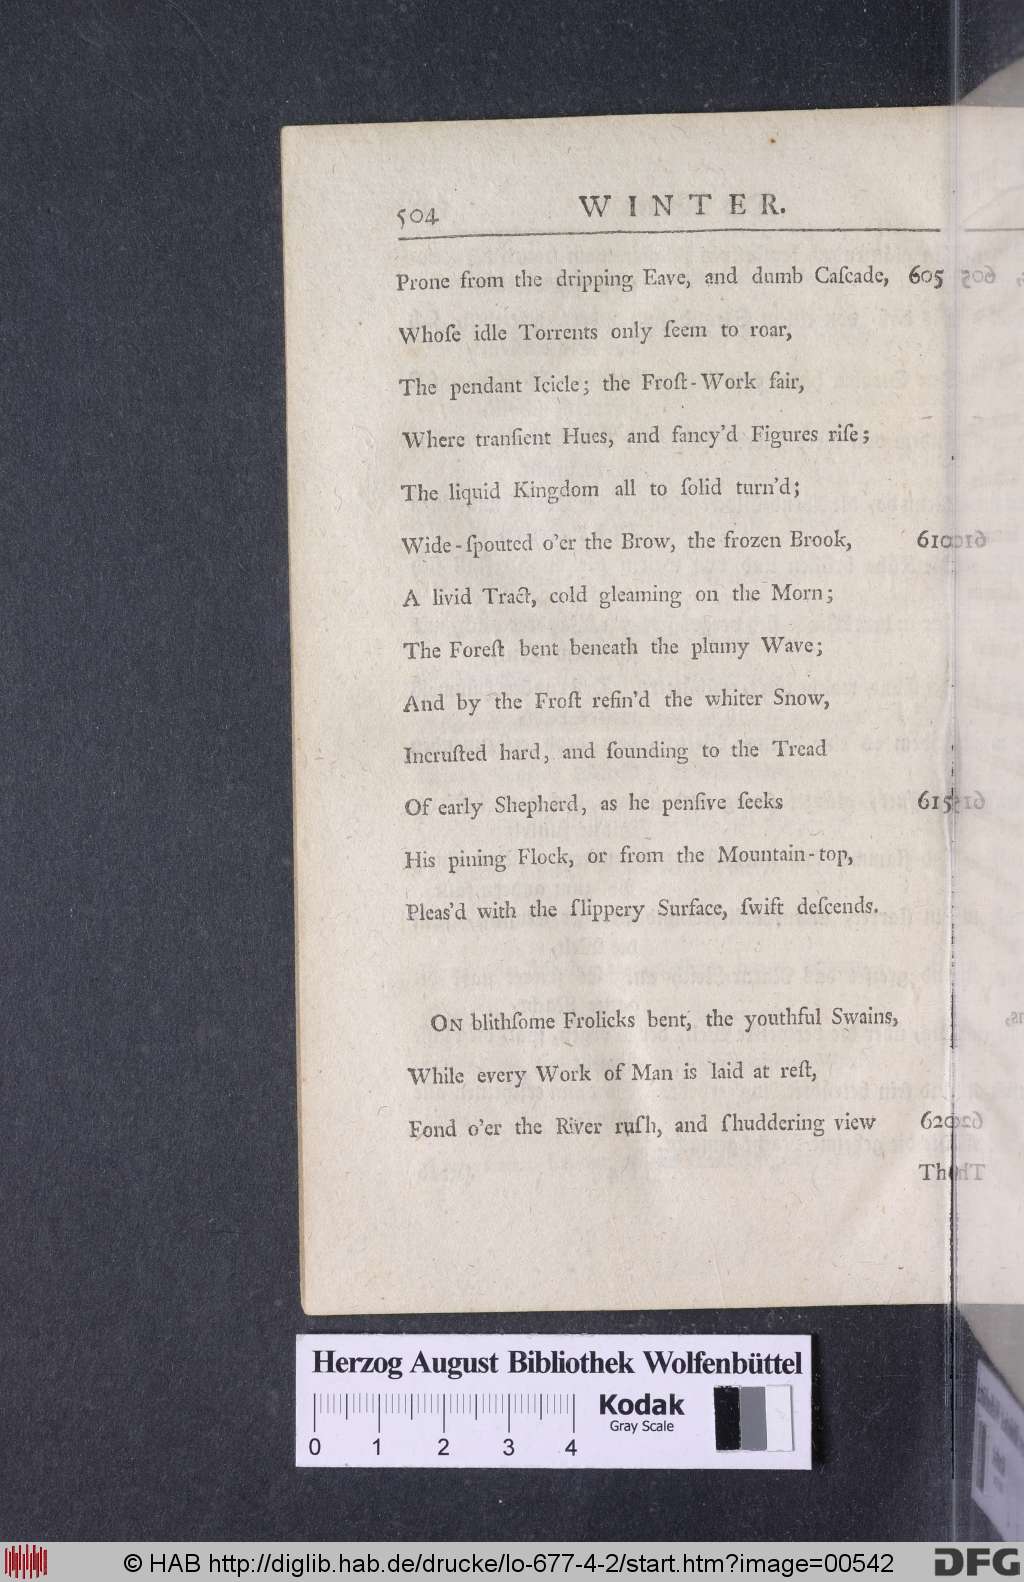 504 WINTER.
Prone from the dripping Eave, and dumb Caſcade, 605
Whoſe idle Torrents only ſeem to roar,
The pendant Icicle; the Froſt-Work fair,
Where tranſient Hues, and fancy'd Figures riſe;
The liquid Kingdom all to ſolid turn'd;
Wide-ſpouted o'er the Brow, the frozen Brook, 610
A livid Tract, cold gleaming on the Morn;
The Foreſt bent beneath the plumy Wave;
And by the Froſt refin'd the whiter Snow,
Incruſted hard, and ſounding to the Tread
Of early Shepherd, as he penſive ſeeks 615
His pining Flock, or from the Mountain-top,
Pleas'd with the ſlippery Surface, ſwift deſcends.
ON blithſome Frolicks bent, the youthful Swains,
While every Work of Man is laid at reſt,
Fond o'er the River ruſh, and ſhuddering view 620
Herzog August Bibliothek Wolfenbüttel
Kodak
Gray Scale
0 1 2 3 4
© HAB http://diglib.hab.de/drucke/lo-677-4-2/start.htm?image=00542
DFG